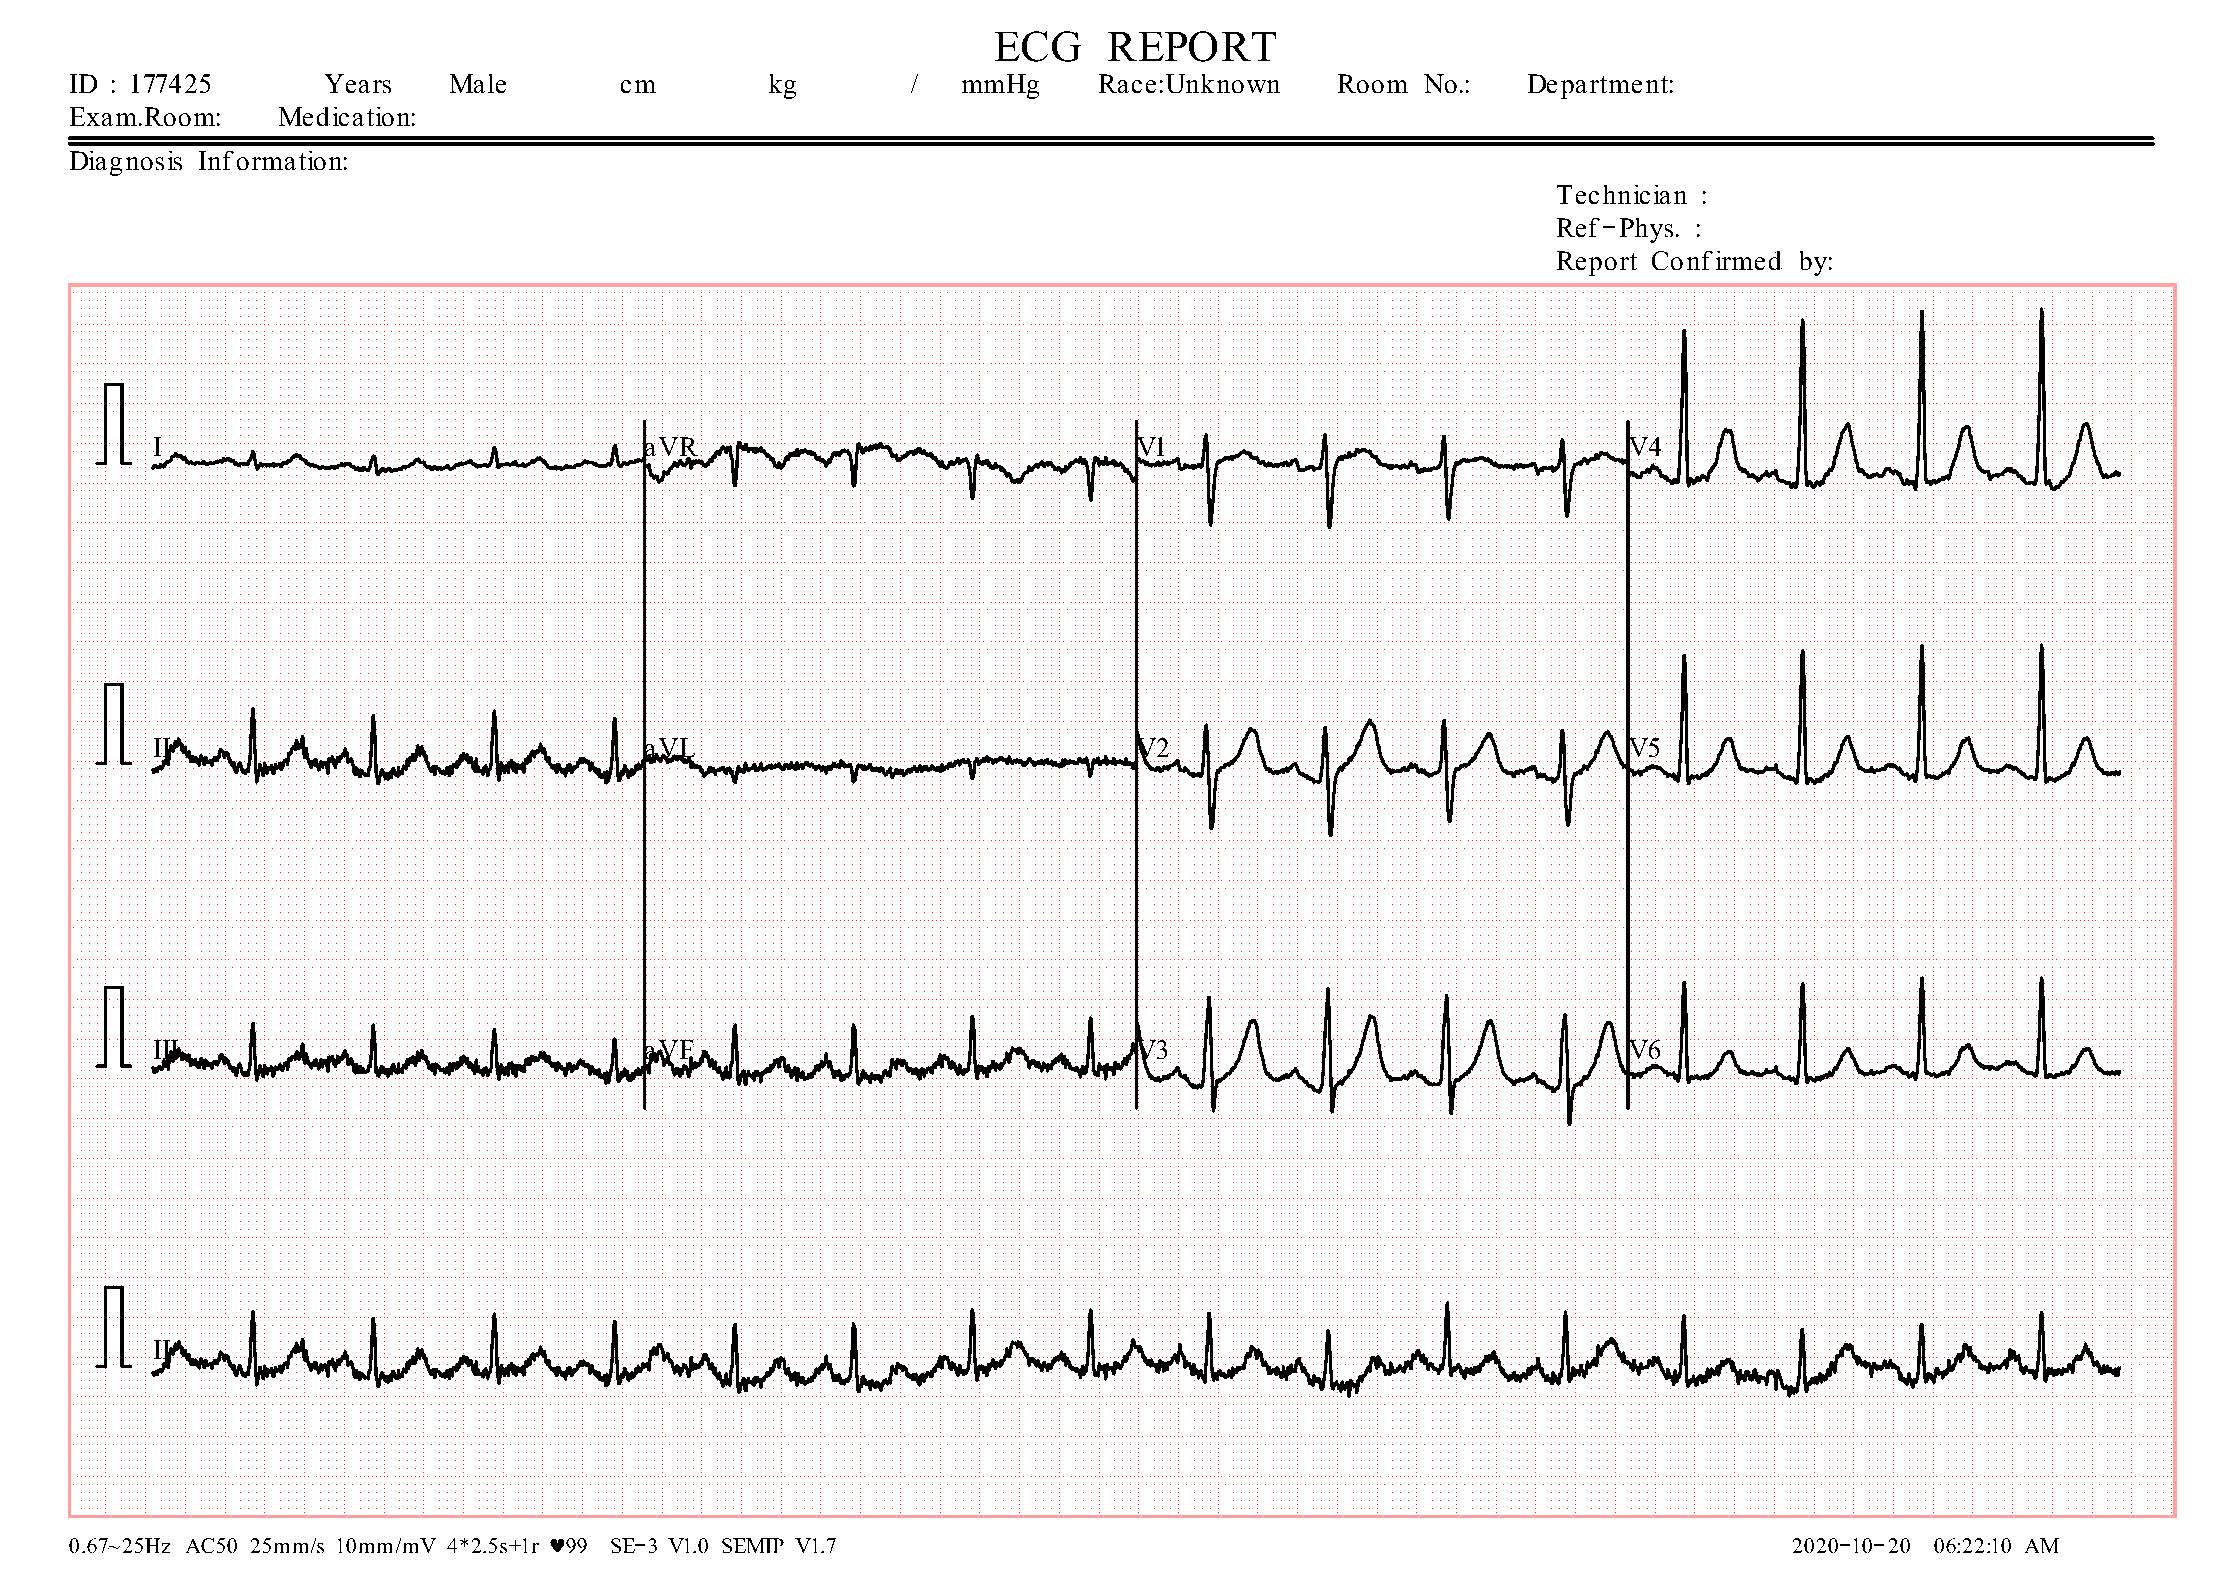 ECG REPORT
ID : 177425 Years Male cm kg / mmHg Race:Unknown Room No.: Department:
Exam.Room: Medication:
Diagnosis Information:
Technician :
Ref-Phys. :
Report Confirmed by:
I aVR V1 V4
II aVL V2 V5
III aVF V3 V6
II
0.67~25Hz AC50 25mm/s 10mm/mV 4*2.5s+1r ♥99 SE-3 V1.0 SEMIP V1.7
2020-10-20 06:22:10 AM